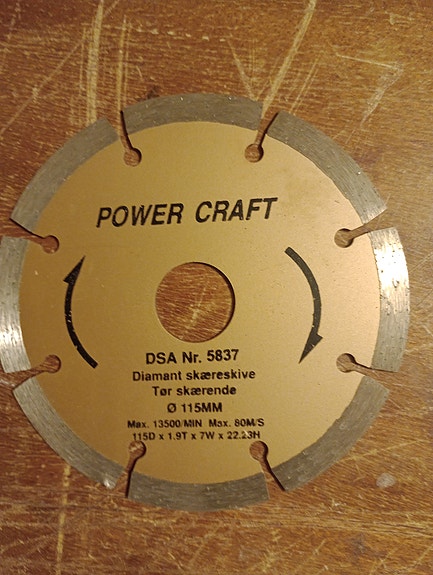 POWER CRAFT
DSA Nr. 5837
Diamant skæreskive
Tør skærende
Ø 115MM
Max. 13500/MIN Max. 80M/S
115D x 1.9T x 7W x 22.23H